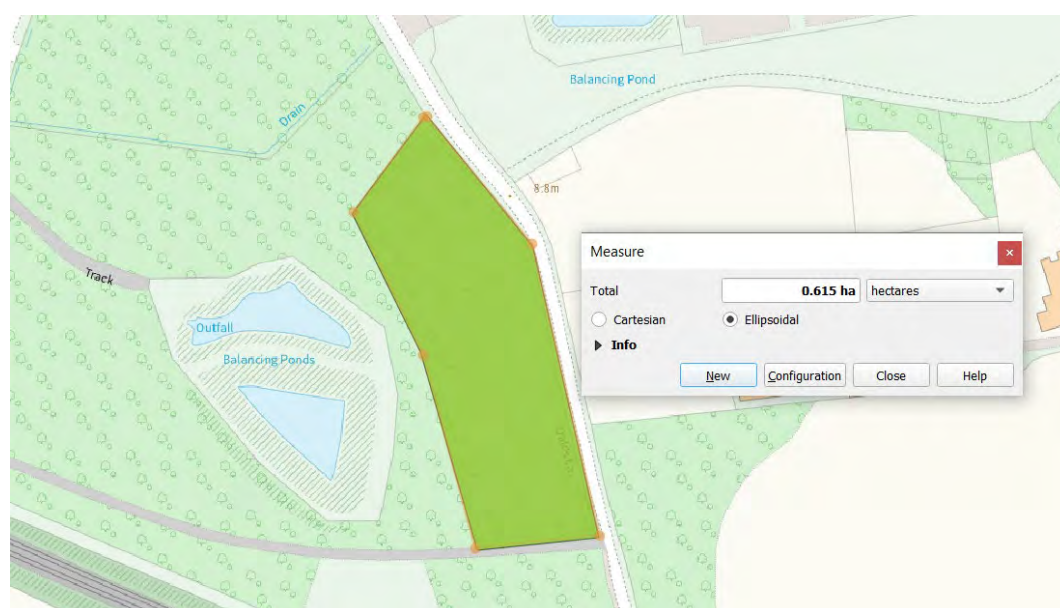 Balancing Pond
Drain
8.8m
Measure
Track
Total 0.615 ha hectares
Cartesian Ellipsoidal
Outfall
Info
Balancing Ponds
New Configuration Close Help